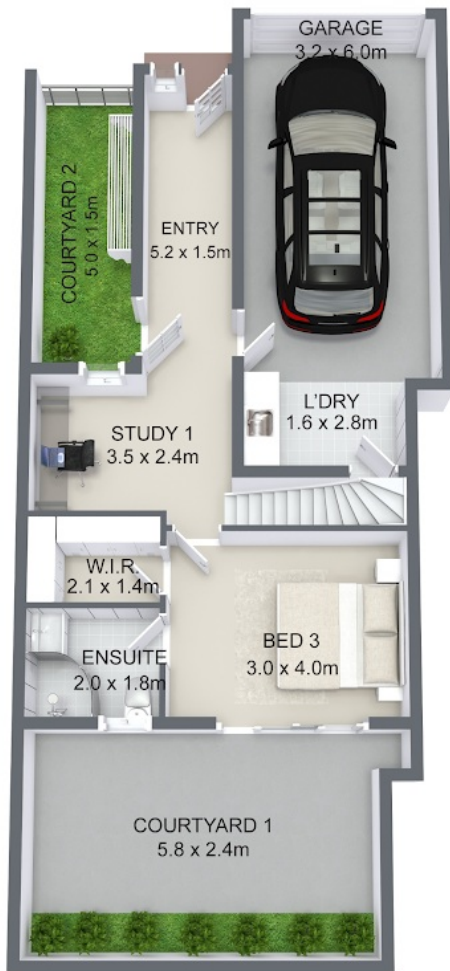 GARAGE
3.2 x 6.0m
COURTYARD 2
5.0 x 1.5m
ENTRY
5.2 x 1.5m
L'DRY
1.6 x 2.8m
STUDY 1
3.5 x 2.4m
W.I.R.
2.1 x 1.4m
ENSUITE
2.0 x 1.8m
BED 3
3.0 x 4.0m
COURTYARD 1
5.8 x 2.4m